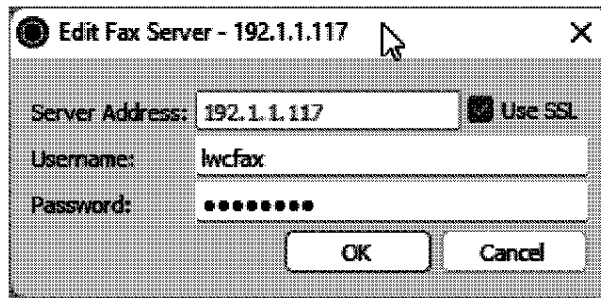 Edit Fax Server - 192.1.1.117
Server Address: 192.1.1.117 Use SSL
Username: lwcfax
Password: ●●●●●●●●
OK Cancel